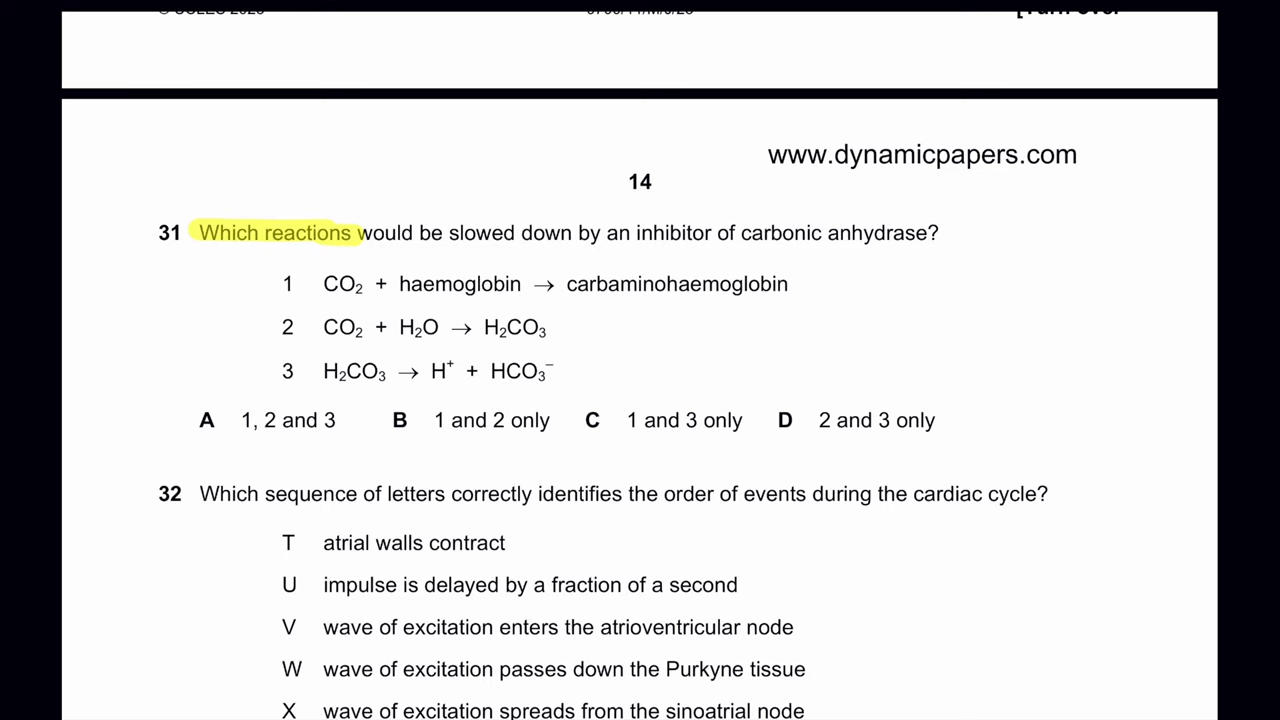 www.dynamicpapers.com
14
31 Which reactions would be slowed down by an inhibitor of carbonic anhydrase?
1 CO₂ + haemoglobin → carbaminohaemoglobin
2 CO₂ + H₂O → H₂CO₃
3 H₂CO₃ → H⁺ + HCO₃⁻
A 1, 2 and 3 B 1 and 2 only C 1 and 3 only D 2 and 3 only
32 Which sequence of letters correctly identifies the order of events during the cardiac cycle?
T atrial walls contract
U impulse is delayed by a fraction of a second
V wave of excitation enters the atrioventricular node
W wave of excitation passes down the Purkyne tissue
X wave of excitation spreads from the sinoatrial node